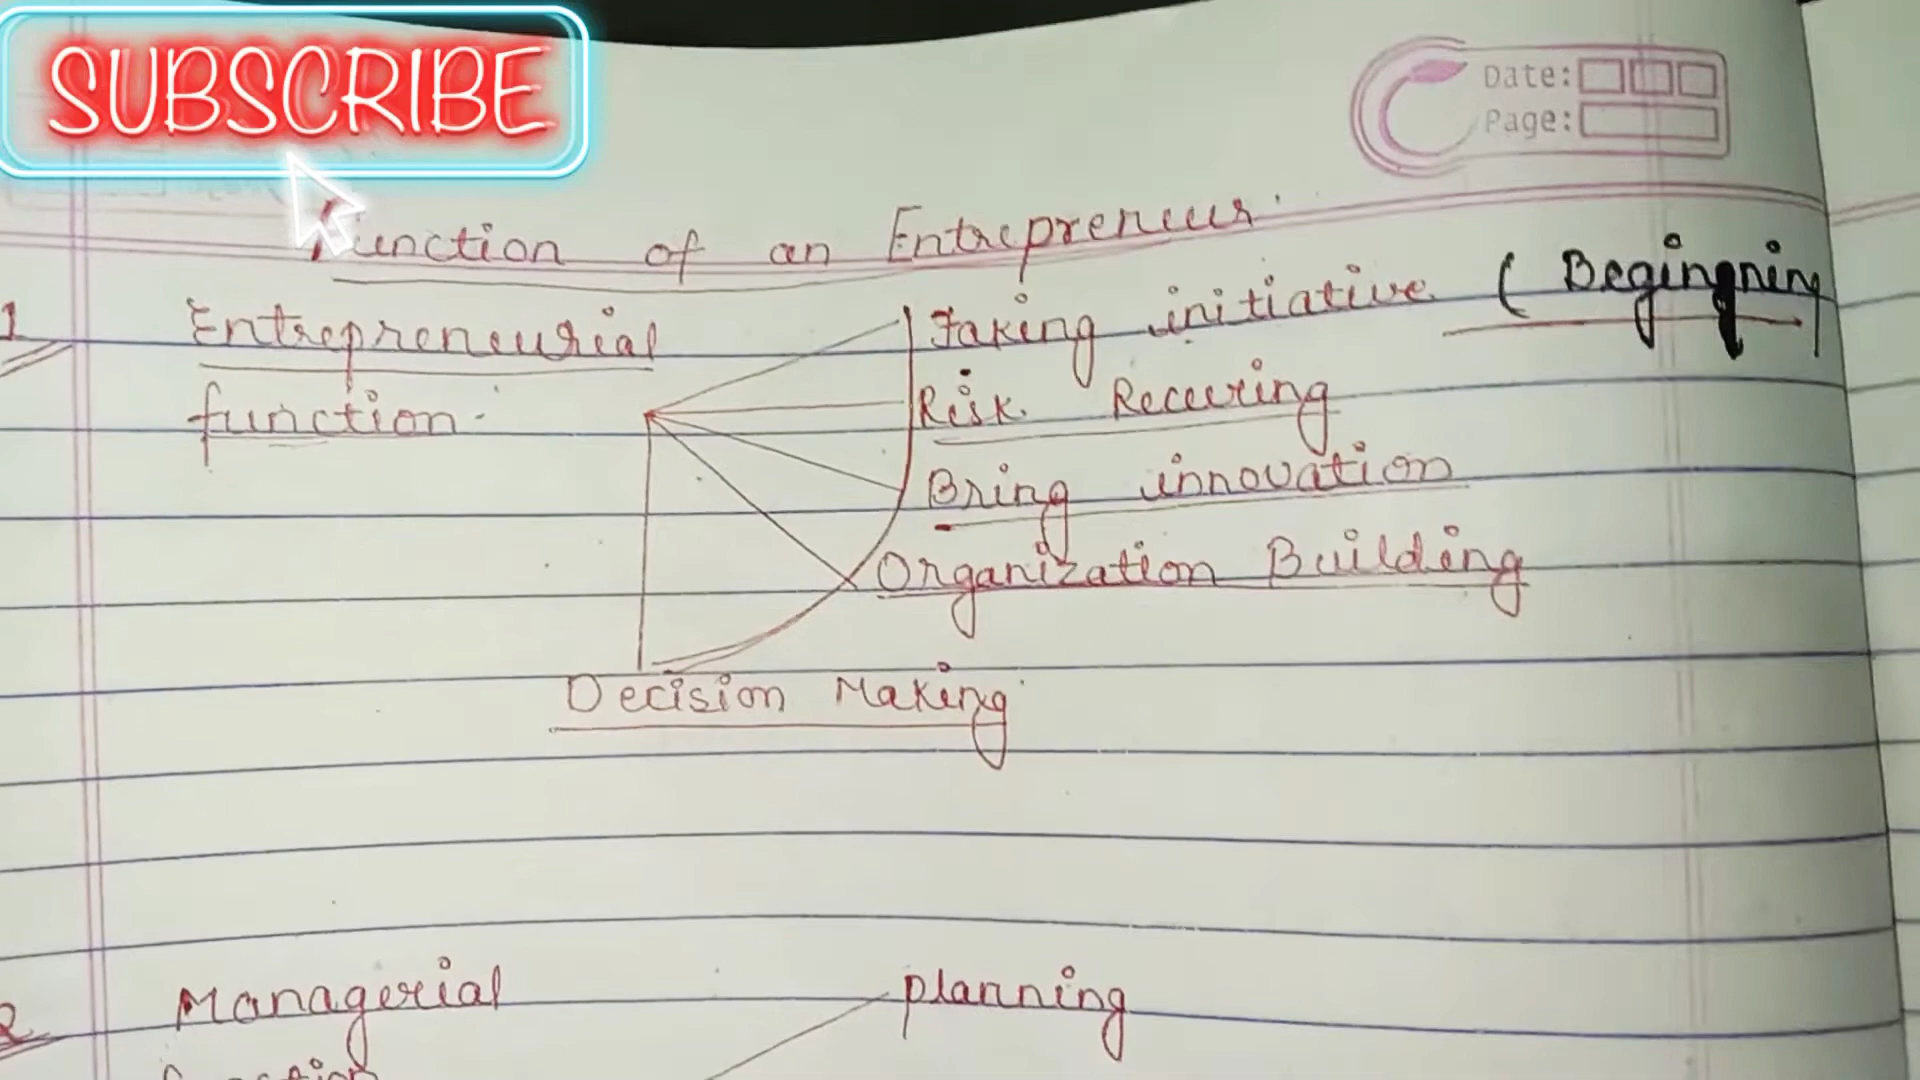 SUBSCRIBE
Date:
Page:
Function of an Entrepreneur.
1 Entrepreneurial
function.
Taking initiative (Begingning
Risk Receering
Bring innovation
Organization Building
Decision Making
2 Managerial
planning